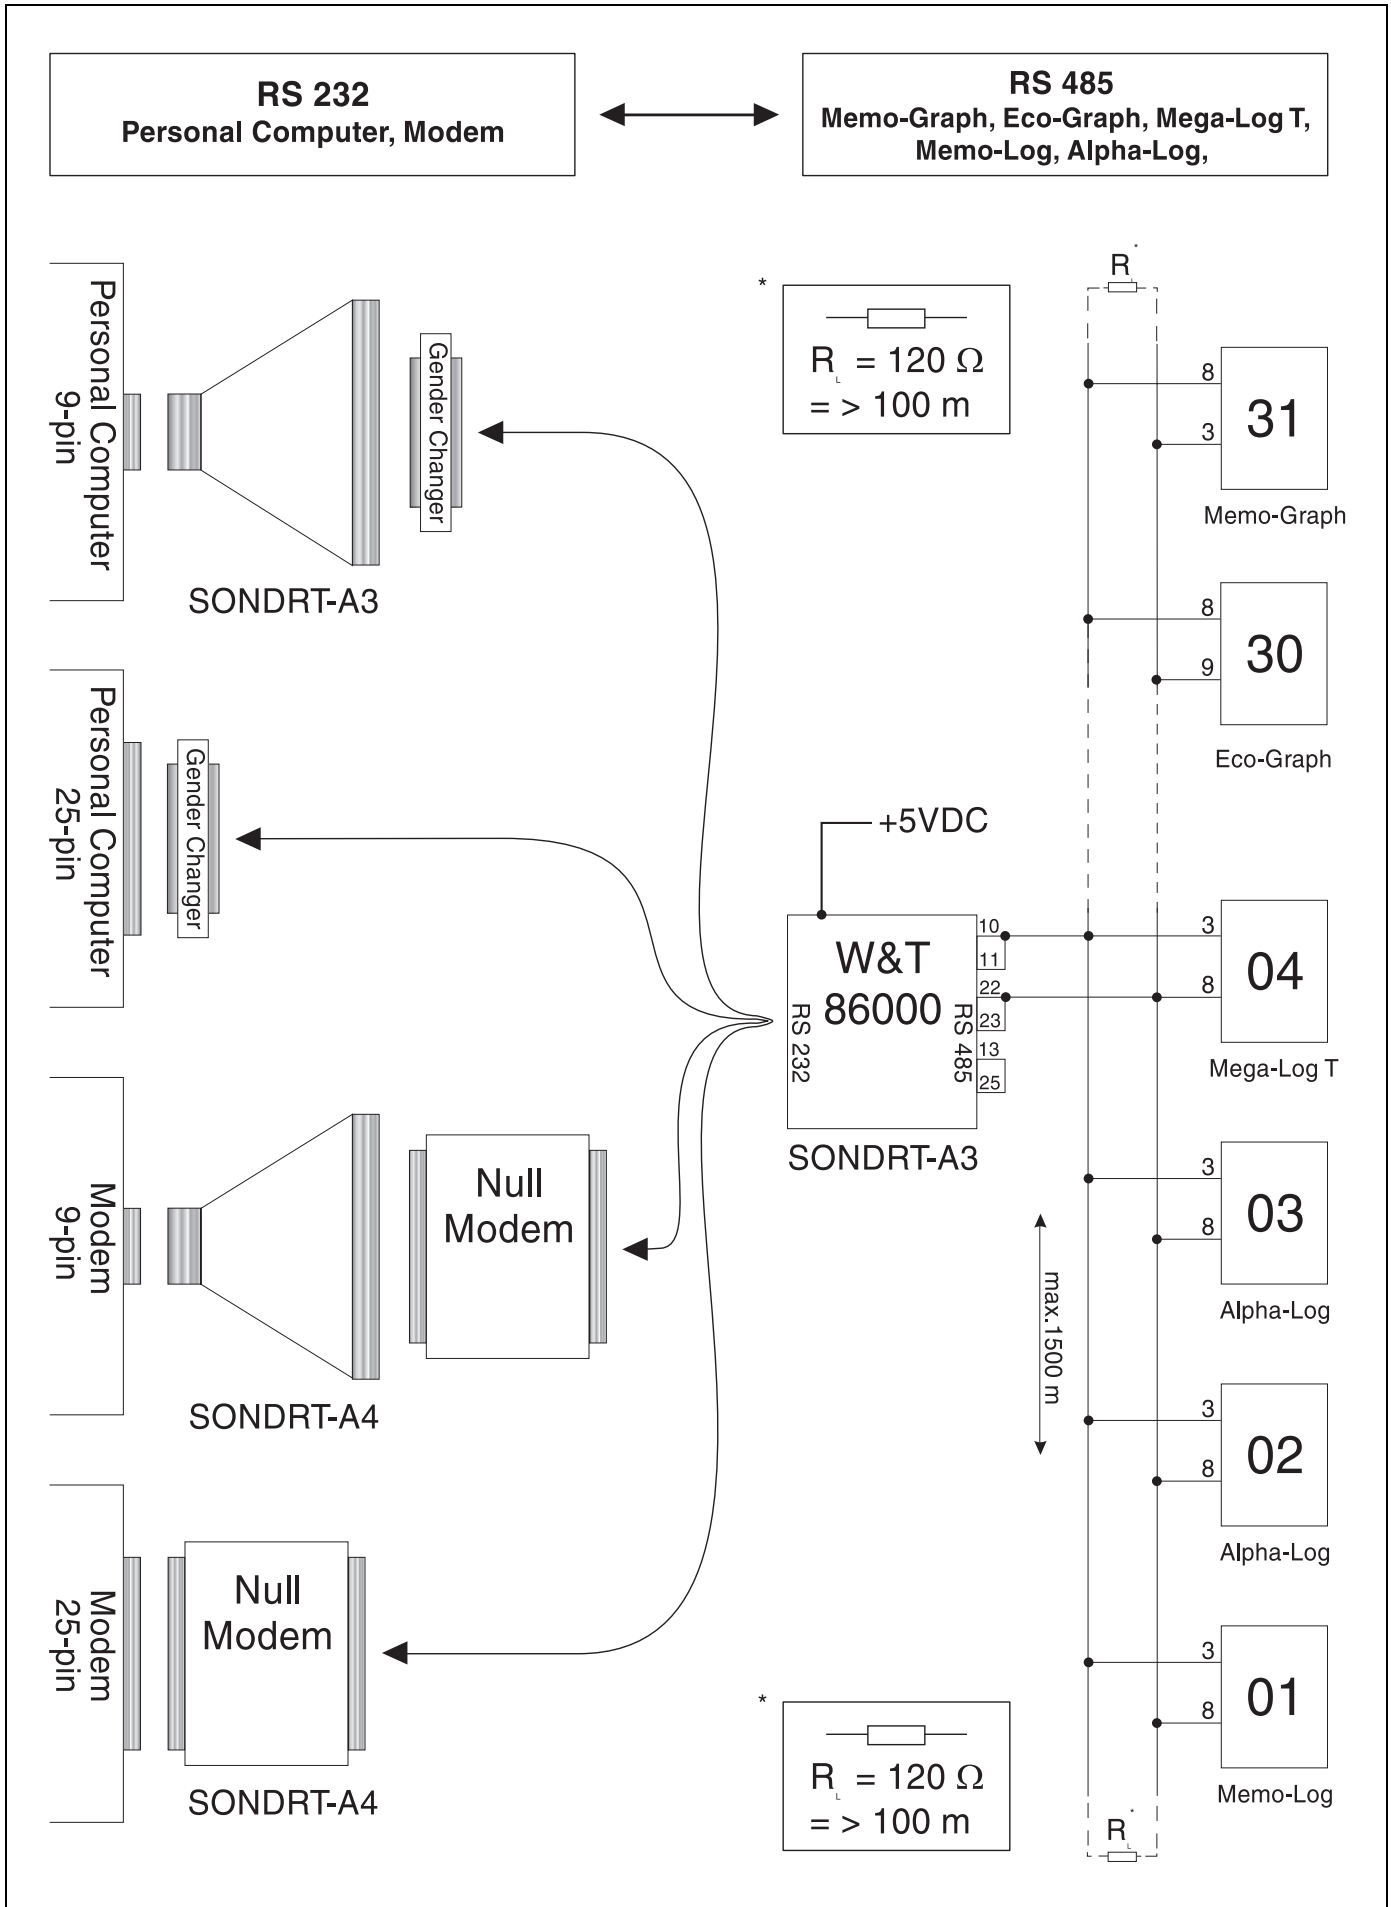 RS 232
Personal Computer, Modem
RS 485
Memo-Graph, Eco-Graph, Mega-Log T,
Memo-Log, Alpha-Log,
Personal Computer
9-pin
SONDRT-A3
Gender Changer
*
R_L = 120 Ω
= > 100 m
R_L*
8
3
31
Memo-Graph
8
9
30
Eco-Graph
Personal Computer
25-pin
Gender Changer
+5VDC
W&T
86000
RS 232
RS 485
10
11
22
23
13
25
SONDRT-A3
3
8
04
Mega-Log T
Modem
9-pin
SONDRT-A4
Null
Modem
max.1500 m
3
8
03
Alpha-Log
3
8
02
Alpha-Log
Modem
25-pin
Null
Modem
SONDRT-A4
*
R_L = 120 Ω
= > 100 m
3
8
01
Memo-Log
R_L*